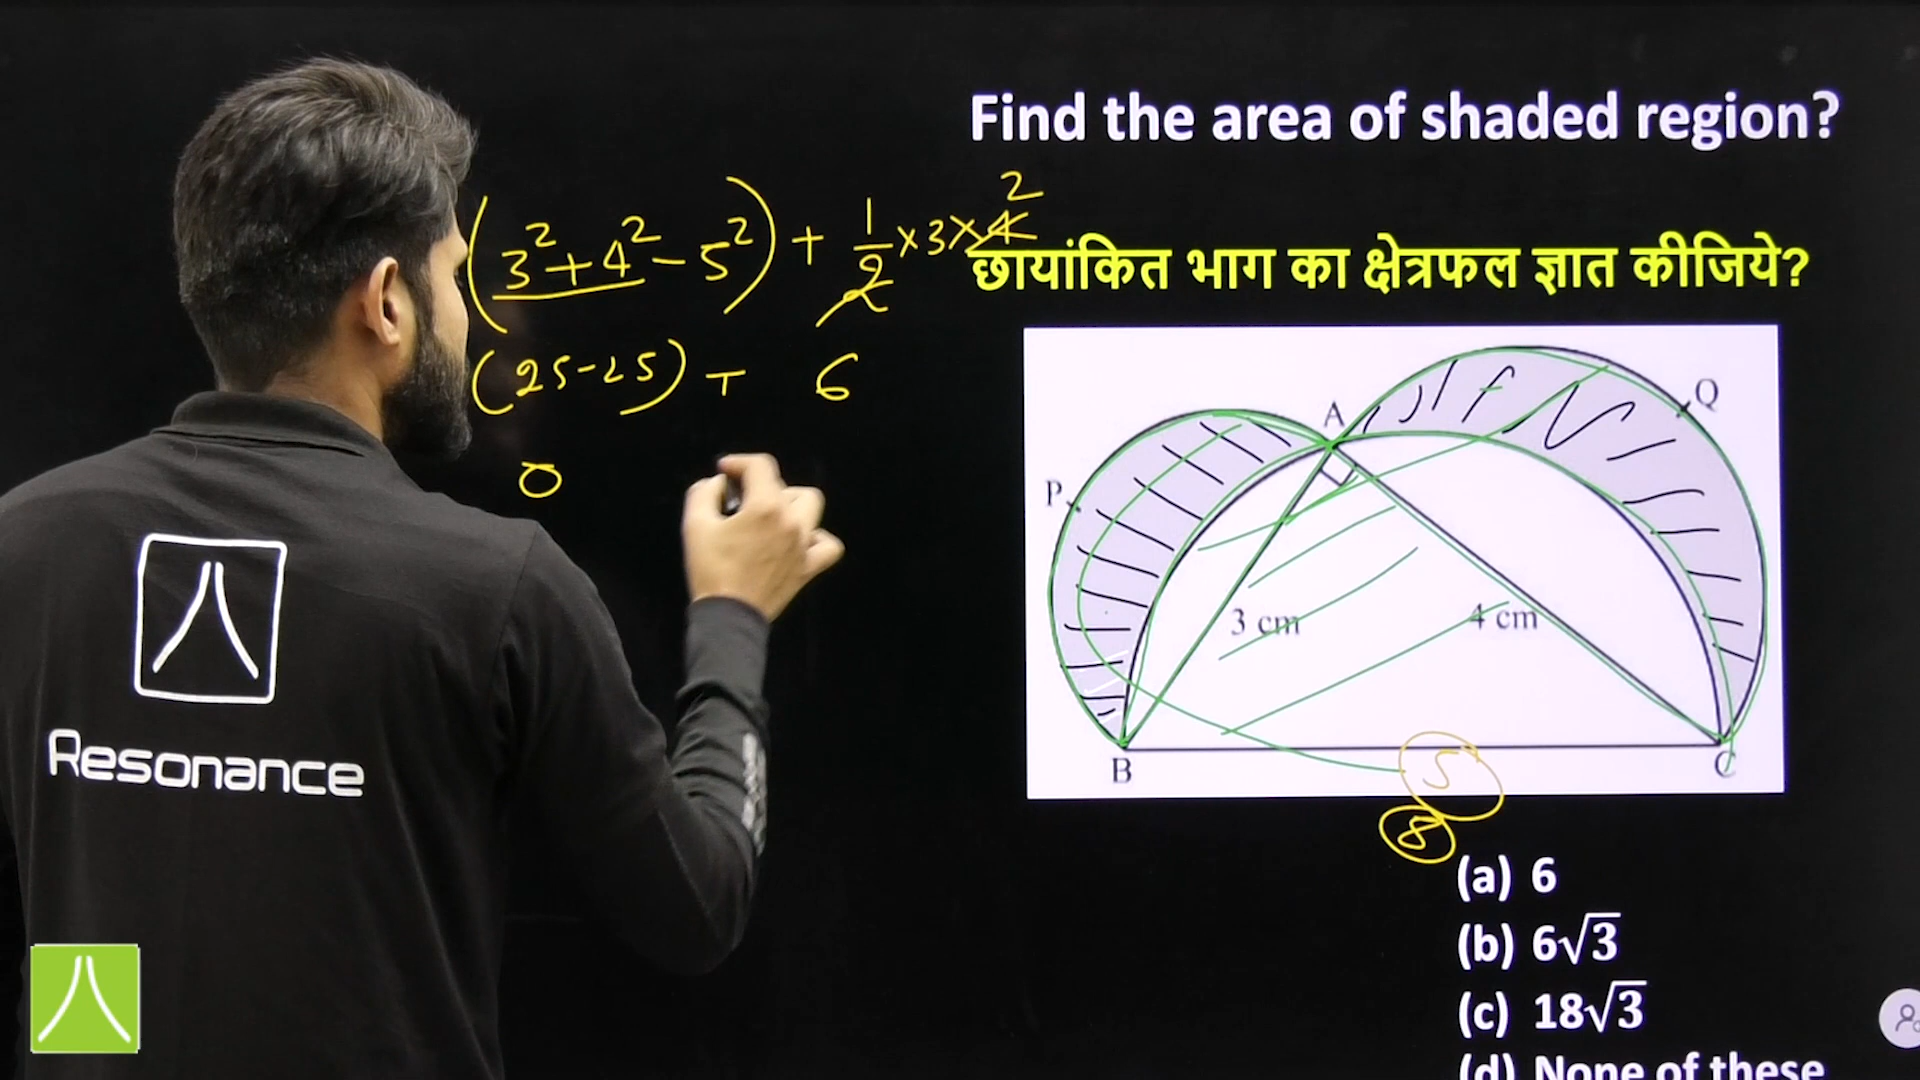 Find the area of shaded region?
(3² + 4² - 5²) + 1/2 × 3 × 4 2
छायांकित भाग का क्षेत्रफल ज्ञात कीजिये?
(25-25) + 6
0
A
Q
P
3 cm
4 cm
B
5
C
8
(a) 6
(b) 6√3
(c) 18√3
(d) None of these
Resonance